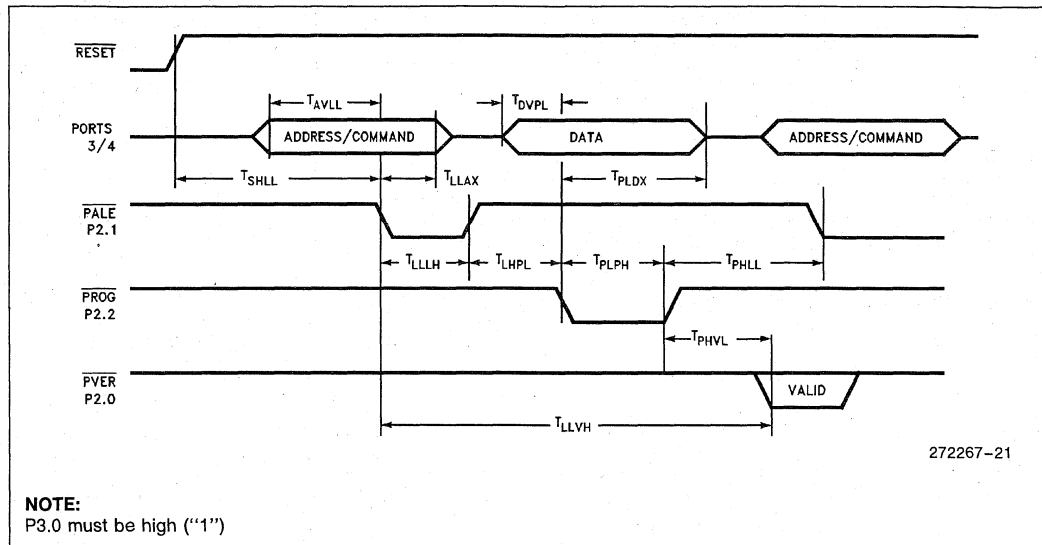 RESET
T_AVLL
T_DVPL
PORTS
3/4
ADDRESS/COMMAND
DATA
ADDRESS/COMMAND
T_SHLL
T_LLAX
T_PLDX
PALE
P2.1
T_LLLH
T_LHPL
T_PLPH
T_PHLL
PROG
P2.2
T_PHVL
PVER
P2.0
VALID
T_LLVH
272267-21
NOTE:
P3.0 must be high (''1'')